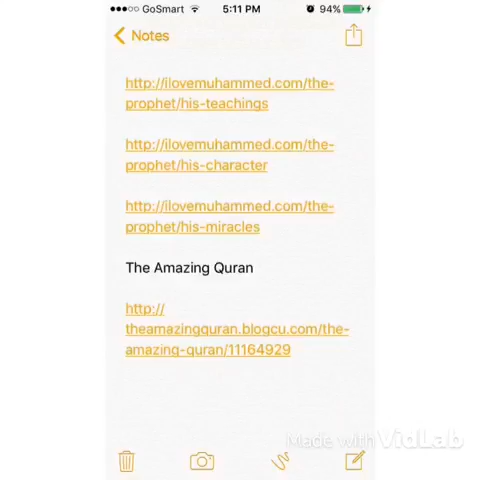 GoSmart 5:11 PM 94%
Notes
http://ilovemuhammed.com/the-
prophet/his-teachings
http://ilovemuhammed.com/the-
prophet/his-character
http://ilovemuhammed.com/the-
prophet/his-miracles
The Amazing Quran
http://
theamazingquran.blogcu.com/the-
amazing-quran/11164929
Made with VidLab